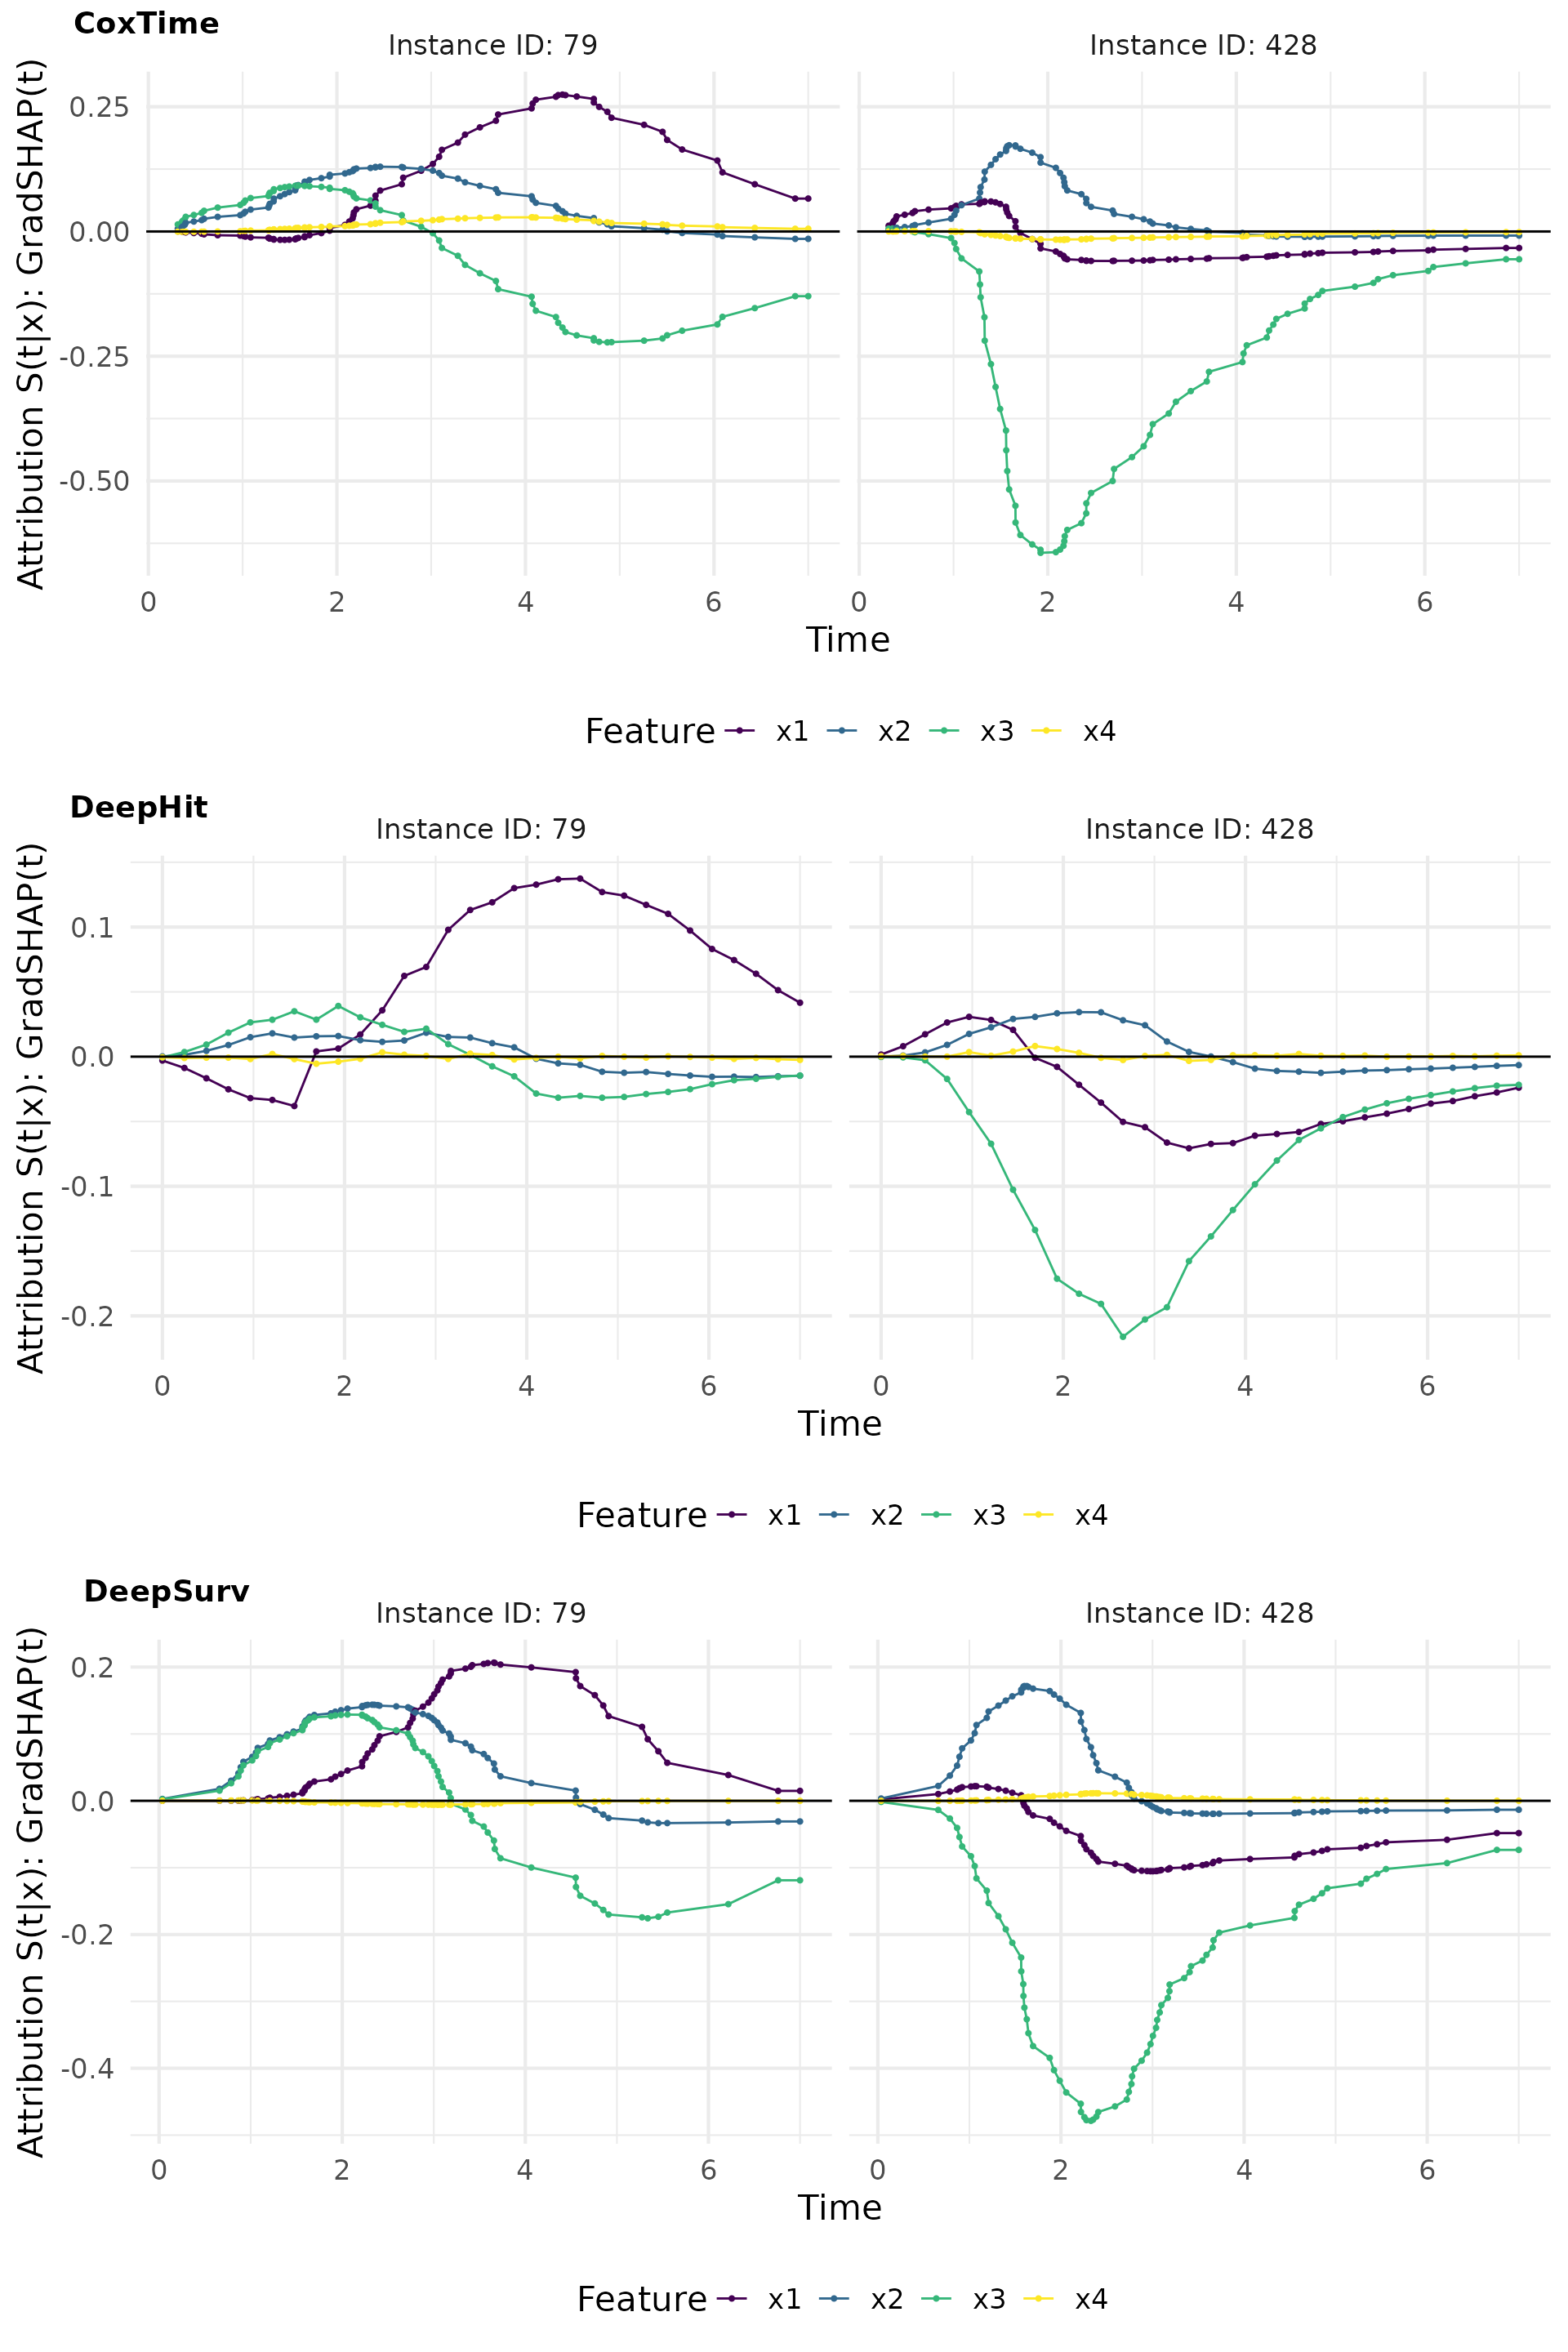 CoxTime
Instance ID: 79
Instance ID: 428
Attribution S(t|x): GradSHAP(t)
0.25
0.00
-0.25
-0.50
0 2 4 6
0 2 4 6
Time
Feature x1 x2 x3 x4
DeepHit
Instance ID: 79
Instance ID: 428
Attribution S(t|x): GradSHAP(t)
0.1
0.0
-0.1
-0.2
0 2 4 6
0 2 4 6
Time
Feature x1 x2 x3 x4
DeepSurv
Instance ID: 79
Instance ID: 428
Attribution S(t|x): GradSHAP(t)
0.2
0.0
-0.2
-0.4
0 2 4 6
0 2 4 6
Time
Feature x1 x2 x3 x4